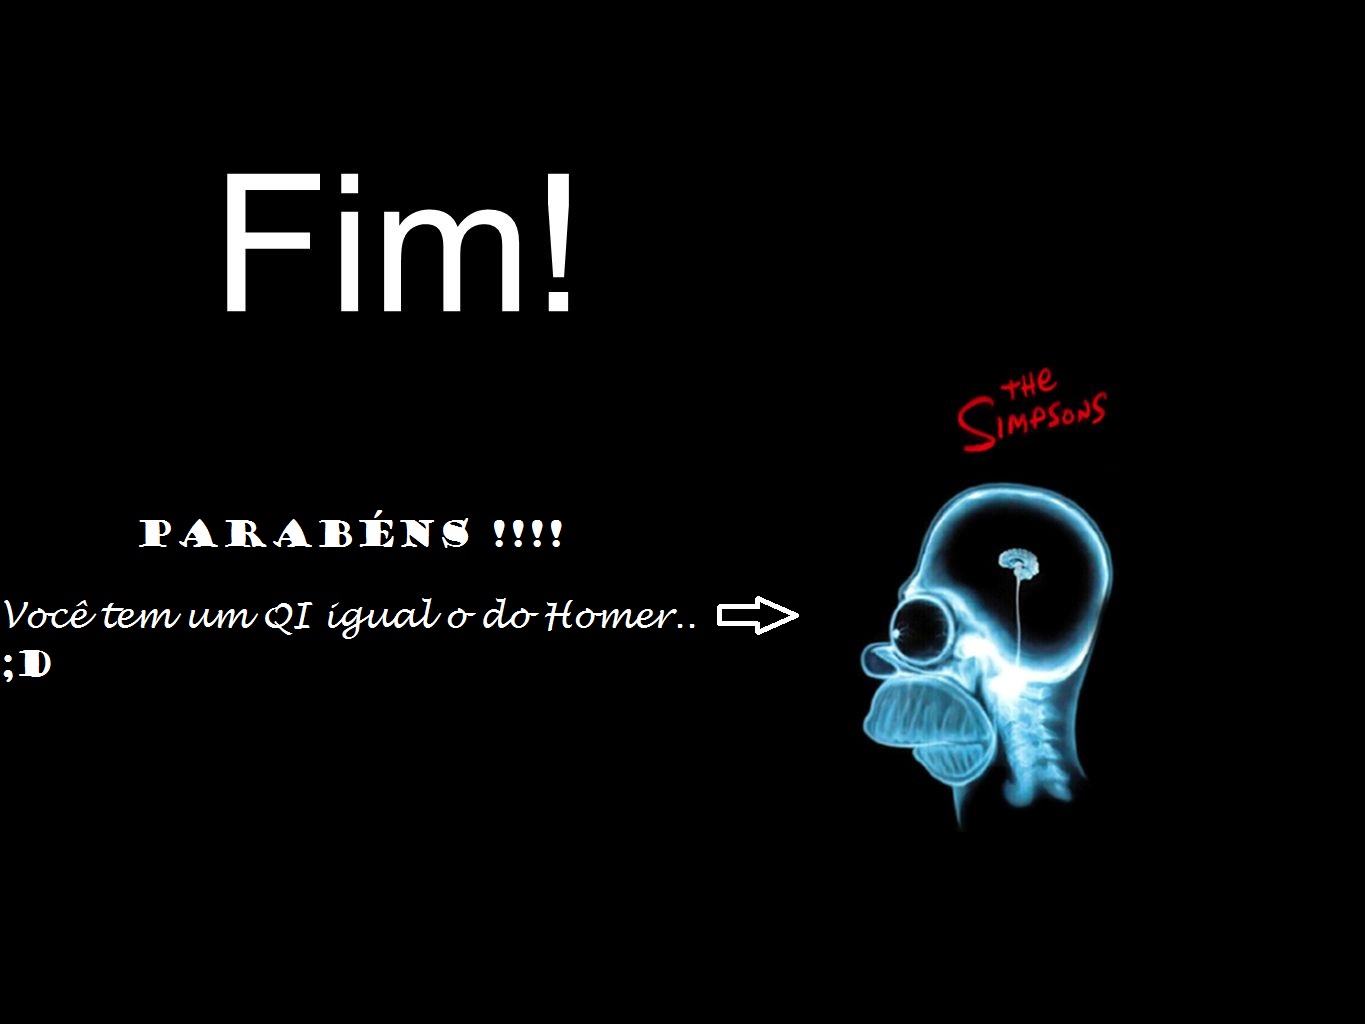 Fim!
THE
SIMPSONS
PARABÉNS !!!!
Você tem um QI igual o do Homer..
;D